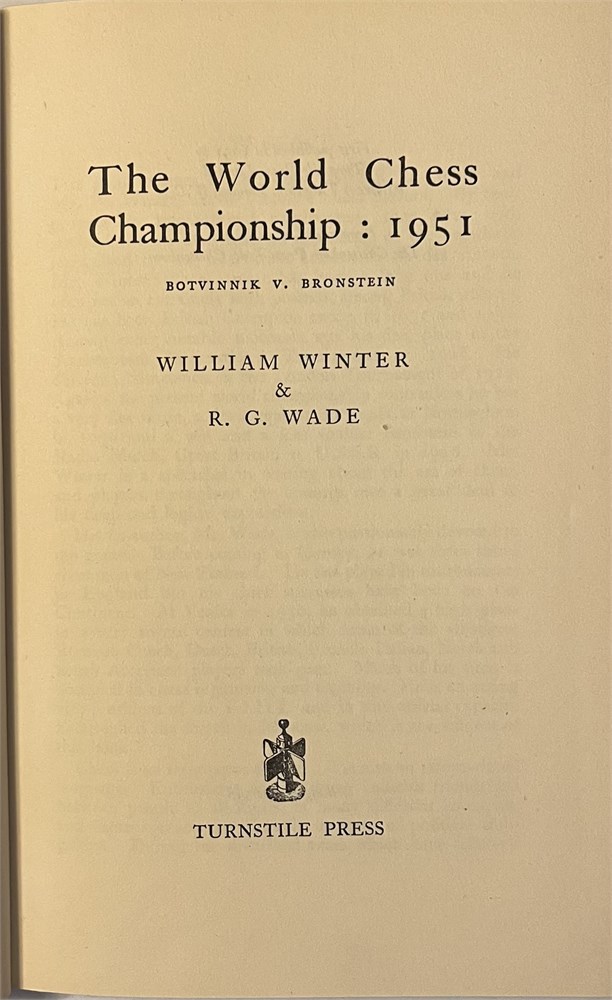 The World Chess
Championship : 1951
BOTVINNIK V. BRONSTEIN
WILLIAM WINTER
&
R. G. WADE
TURNSTILE PRESS